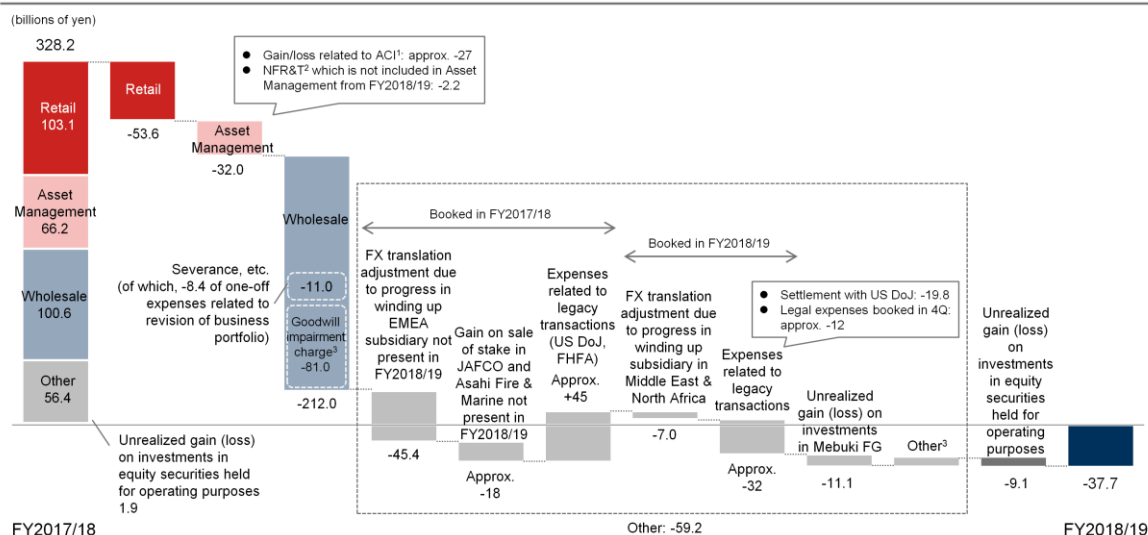 (billions of yen)
328.2
Retail
103.1
Asset
Management
66.2
Wholesale
100.6
Other
56.4
Unrealized gain (loss)
on investments in
equity securities held
for operating purposes
1.9
FY2017/18
Retail
-53.6
Asset
Management
-32.0
● Gain/loss related to ACI¹: approx. -27
● NFR&T² which is not included in Asset
Management from FY2018/19: -2.2
Wholesale
-11.0
Goodwill
impairment
charge³
-81.0
-212.0
Severance, etc.
(of which, -8.4 of one-off
expenses related to
revision of business
portfolio)
Booked in FY2017/18
FX translation
adjustment due
to progress in
winding up
EMEA
subsidiary not
present in
FY2018/19
-45.4
Gain on sale
of stake in
JAFCO and
Asahi Fire &
Marine not
present in
FY2018/19
Approx.
-18
Expenses
related to
legacy
transactions
(US DoJ,
FHFA)
Approx.
+45
Booked in FY2018/19
FX translation
adjustment due
to progress in
winding up
subsidiary in
Middle East &
North Africa
-7.0
● Settlement with US DoJ: -19.8
● Legal expenses booked in 4Q:
approx. -12
Expenses
related to
legacy
transactions
Approx.
-32
Unrealized
gain (loss) on
investments
in Mebuki FG
-11.1
Other³
Other: -59.2
Unrealized
gain (loss)
on
investments
in equity
securities
held for
operating
purposes
-9.1
-37.7
FY2018/19